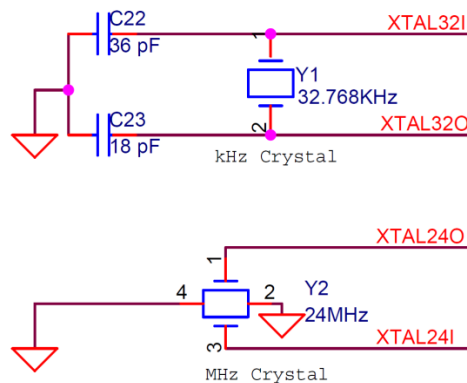 C22
XTAL32I
36 pF
1
Y1
32.768KHz
C23
2
XTAL32O
18 pF
kHz Crystal
XTAL24O
1
4
2
Y2
24MHz
3
XTAL24I
MHz Crystal